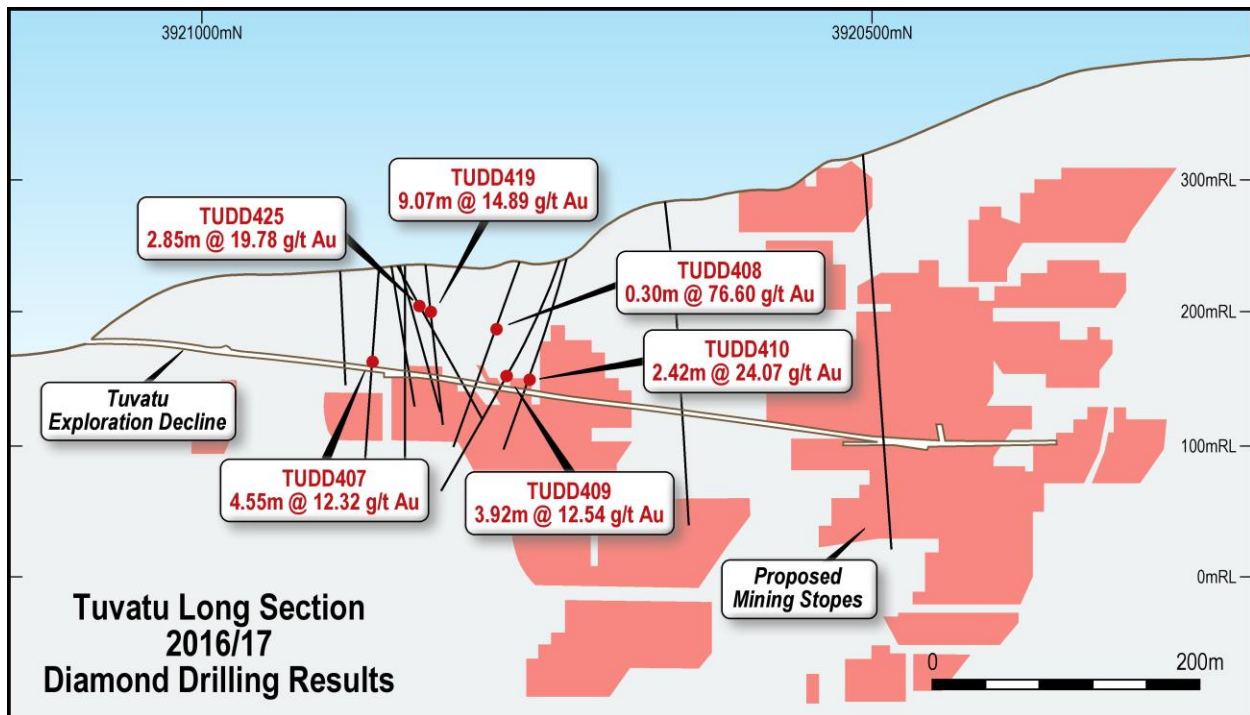 3921000mN
3920500mN
TUDD419
9.07m @ 14.89 g/t Au
TUDD425
2.85m @ 19.78 g/t Au
300mRL
TUDD408
0.30m @ 76.60 g/t Au
200mRL
TUDD410
2.42m @ 24.07 g/t Au
Tuvatu
Exploration Decline
100mRL
TUDD407
4.55m @ 12.32 g/t Au
TUDD409
3.92m @ 12.54 g/t Au
Proposed
Mining Stopes
0mRL
Tuvatu Long Section
2016/17
Diamond Drilling Results
0
200m